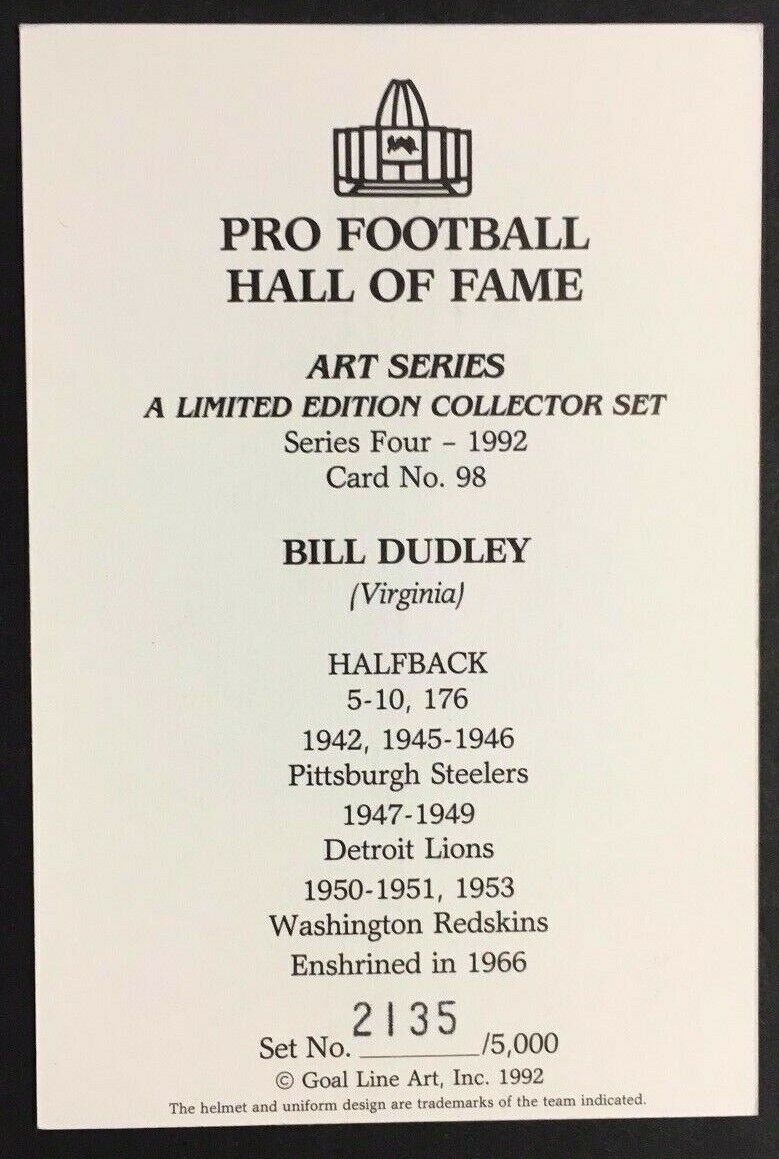 PRO FOOTBALL
HALL OF FAME
ART SERIES
A LIMITED EDITION COLLECTOR SET
Series Four - 1992
Card No. 98
BILL DUDLEY
(Virginia)
HALFBACK
5-10, 176
1942, 1945-1946
Pittsburgh Steelers
1947-1949
Detroit Lions
1950-1951, 1953
Washington Redskins
Enshrined in 1966
Set No. 2135/5,000
© Goal Line Art, Inc. 1992
The helmet and uniform design are trademarks of the team indicated.